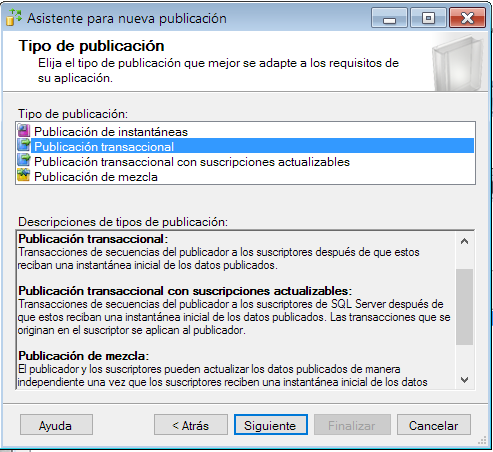 Asistente para nueva publicación
Tipo de publicación
Elija el tipo de publicación que mejor se adapte a los requisitos de
su aplicación.
Tipo de publicación:
Publicación de instantáneas
Publicación transaccional
Publicación transaccional con suscripciones actualizables
Publicación de mezcla
Descripciones de tipos de publicación:
Publicación transaccional:
Transacciones de secuencias del publicador a los suscriptores después de que estos
reciban una instantánea inicial de los datos publicados.
Publicación transaccional con suscripciones actualizables:
Transacciones de secuencias del publicador a los suscriptores de SQL Server después de
que estos reciban una instantánea inicial de los datos publicados. Las transacciones que se
originan en el suscriptor se aplican al publicador.
Publicación de mezcla:
El publicador y los suscriptores pueden actualizar los datos publicados de manera
independiente una vez que los suscriptores reciben una instantánea inicial de los datos
Ayuda
< Atrás
Siguiente
Finalizar
Cancelar